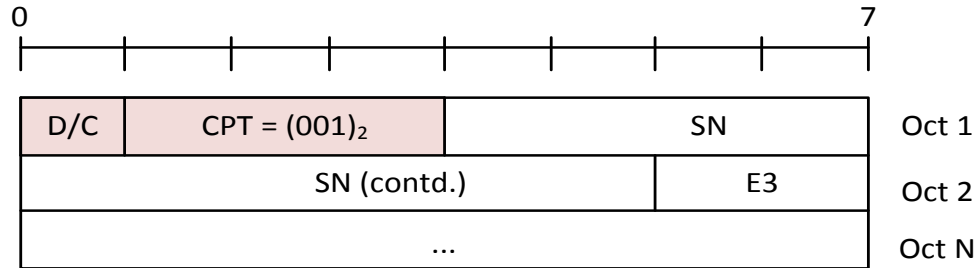 0 7
D/C CPT = (001)₂ SN Oct 1
SN (contd.) E3 Oct 2
... Oct N